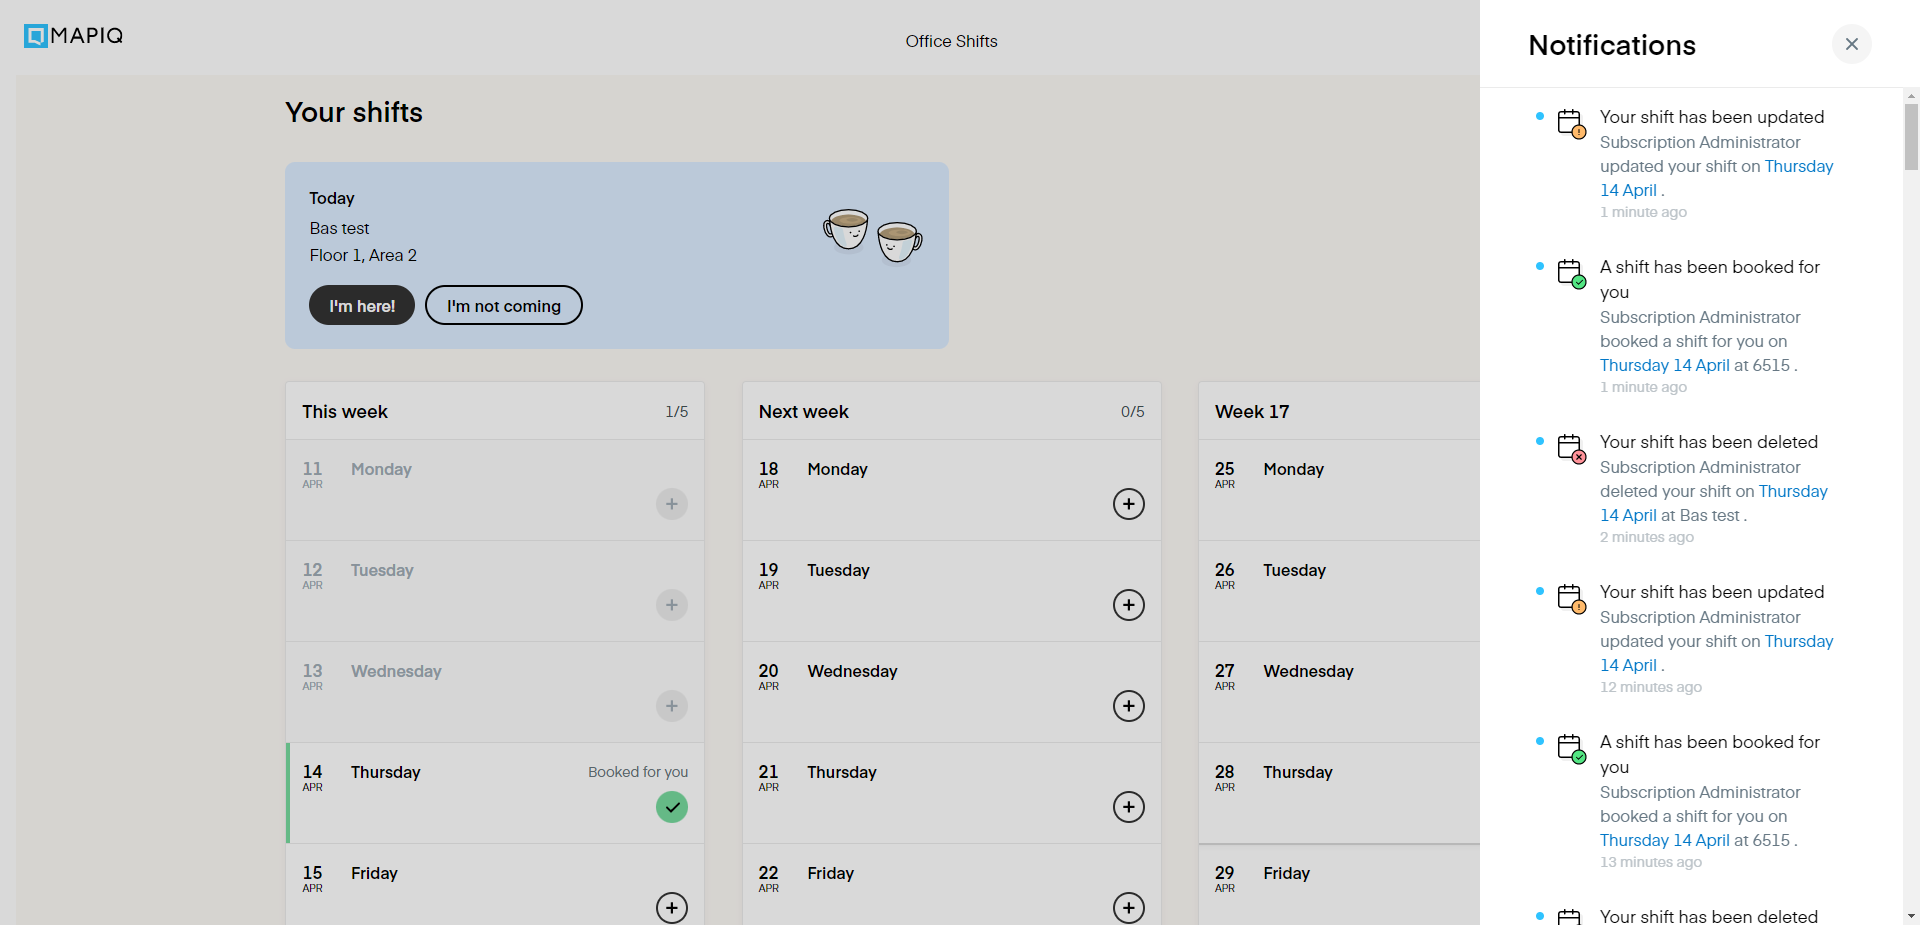 MAPIQ
Office Shifts
Your shifts
Today
Bas test
Floor 1, Area 2
I'm here!
I'm not coming
This week
1/5
11
APR
Monday
12
APR
Tuesday
13
APR
Wednesday
14
APR
Thursday
Booked for you
15
APR
Friday
Next week
0/5
18
APR
Monday
19
APR
Tuesday
20
APR
Wednesday
21
APR
Thursday
22
APR
Friday
Week 17
25
APR
Monday
26
APR
Tuesday
27
APR
Wednesday
28
APR
Thursday
29
APR
Friday
Notifications
Your shift has been updated
Subscription Administrator
updated your shift on Thursday
14 April .
1 minute ago
A shift has been booked for
you
Subscription Administrator
booked a shift for you on
Thursday 14 April at 6515 .
1 minute ago
Your shift has been deleted
Subscription Administrator
deleted your shift on Thursday
14 April at Bas test .
2 minutes ago
Your shift has been updated
Subscription Administrator
updated your shift on Thursday
14 April .
12 minutes ago
A shift has been booked for
you
Subscription Administrator
booked a shift for you on
Thursday 14 April at 6515 .
13 minutes ago
Your shift has been deleted